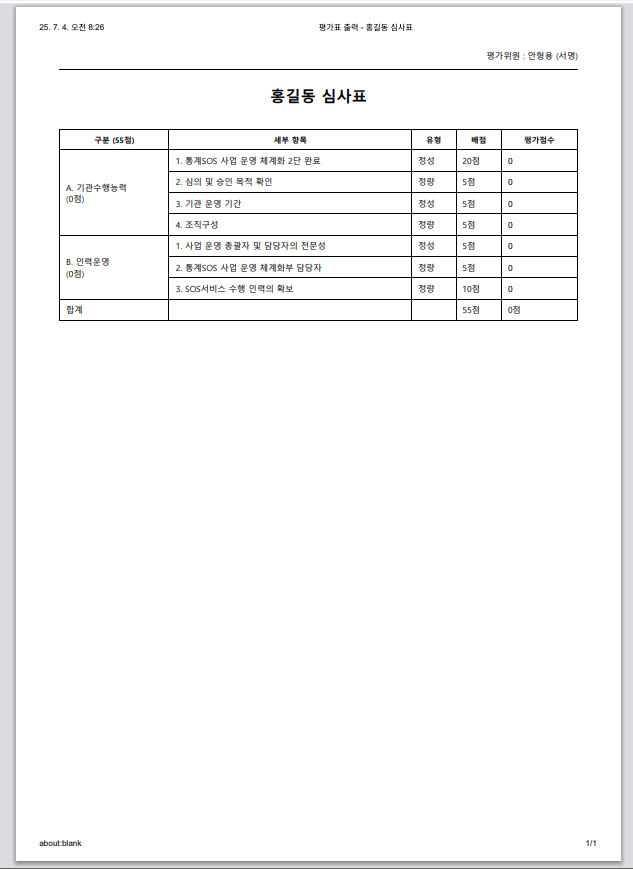 25. 7. 4. 오전 8:26 평가표 출력 - 홍길동 심사표
평가위원 : 안형용 (서명)
홍길동 심사표
구분 (55점) 세부 항목 유형 배점 평가점수
A. 기관수행능력
(0점)
1. 통계SOS 사업 운영 체계화 2단 완료 정성 20점 0
2. 심의 및 승인 목적 확인 정량 5점 0
3. 기관 운영 기간 정성 5점 0
4. 조직구성 정량 5점 0
B. 인력운영
(0점)
1. 사업 운영 총괄자 및 담당자의 전문성 정성 5점 0
2. 통계SOS 사업 운영 체계화부 담당자 정량 5점 0
3. SOS서비스 수행 인력의 확보 정량 10점 0
합계 55점 0점
about:blank 1/1